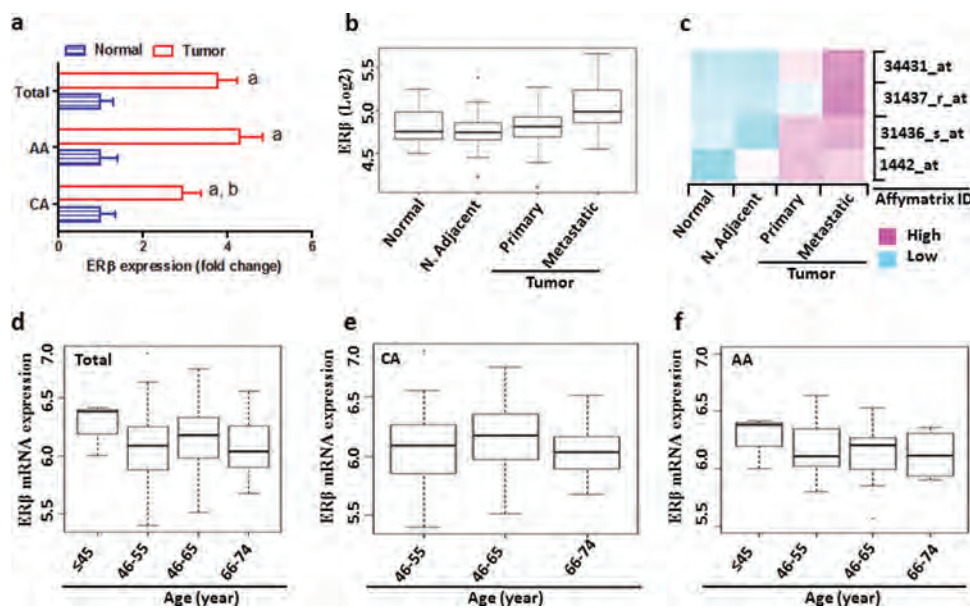 a
Normal
Tumor
Total
a
AA
a
CA
a, b
0
2
4
6
ERβ expression (fold change)
b
ERβ (Log2)
5.5
5.0
4.5
Normal
N. Adjacent
Primary
Metastatic
Tumor
c
34431_at
31437_r_at
31436_s_at
1442_at
Affymatrix ID
Normal
N. Adjacent
Primary
Metastatic
Tumor
High
Low
d
Total
ERβ mRNA expression
7.0
6.5
6.0
5.5
≤45
46-55
46-65
66-74
Age (year)
e
CA
ERβ mRNA expression
7.0
6.5
6.0
5.5
46-55
46-65
66-74
Age (year)
f
AA
ERβ mRNA expression
7.0
6.5
6.0
5.5
≤45
46-55
46-65
66-74
Age (year)